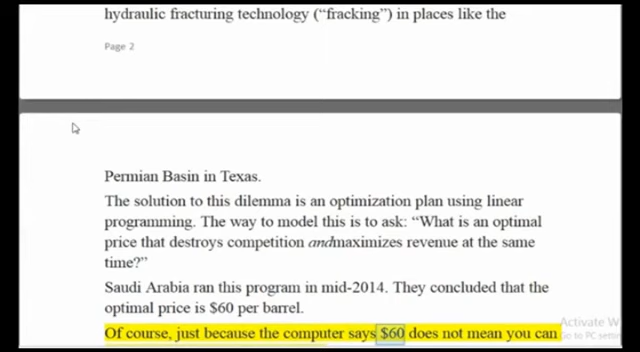 hydraulic fracturing technology (“fracking”) in places like the
Page 2
Permian Basin in Texas.
The solution to this dilemma is an optimization plan using linear
programming. The way to model this is to ask: “What is an optimal
price that destroys competition andmaximizes revenue at the same
time?”
Saudi Arabia ran this program in mid-2014. They concluded that the
optimal price is $60 per barrel.
Activate W
Of course, just because the computer says $60 does not mean you can
Go to PC